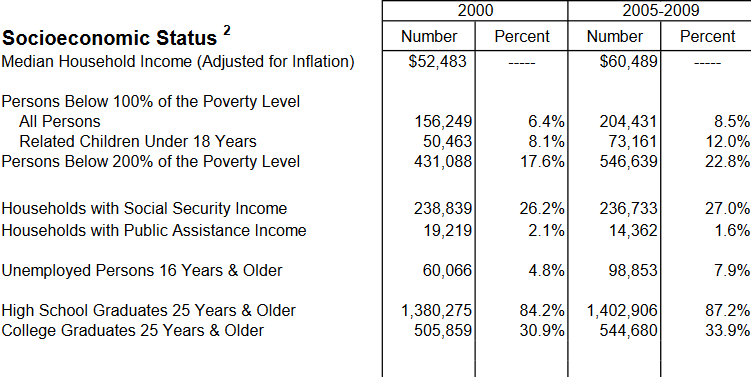 2000 2005-2009
Socioeconomic Status 2 Number Percent Number Percent
Median Household Income (Adjusted for Inflation) $52,483 ----- $60,489 -----
Persons Below 100% of the Poverty Level
All Persons 156,249 6.4% 204,431 8.5%
Related Children Under 18 Years 50,463 8.1% 73,161 12.0%
Persons Below 200% of the Poverty Level 431,088 17.6% 546,639 22.8%
Households with Social Security Income 238,839 26.2% 236,733 27.0%
Households with Public Assistance Income 19,219 2.1% 14,362 1.6%
Unemployed Persons 16 Years & Older 60,066 4.8% 98,853 7.9%
High School Graduates 25 Years & Older 1,380,275 84.2% 1,402,906 87.2%
College Graduates 25 Years & Older 505,859 30.9% 544,680 33.9%